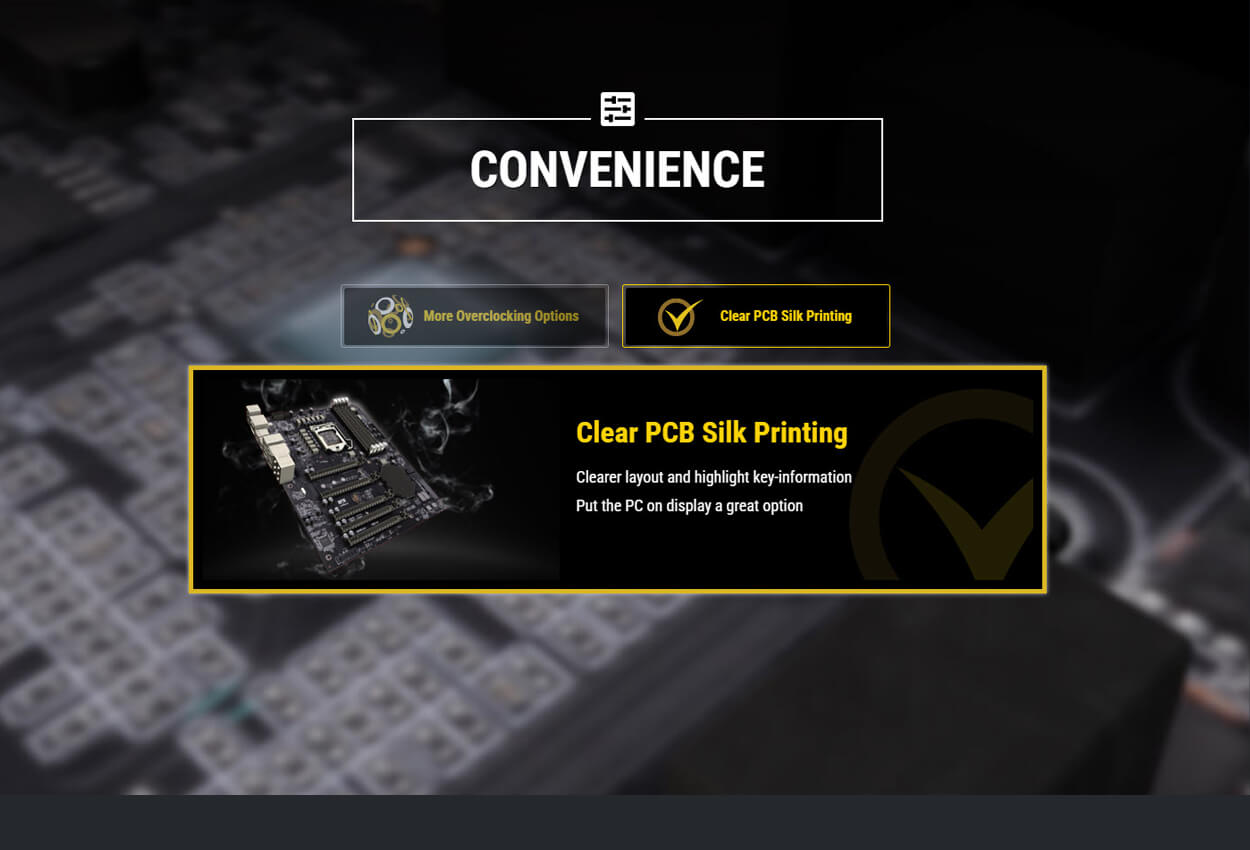 CONVENIENCE
More Overclocking Options
Clear PCB Silk Printing
Clear PCB Silk Printing
Clearer layout and highlight key-information
Put the PC on display a great option